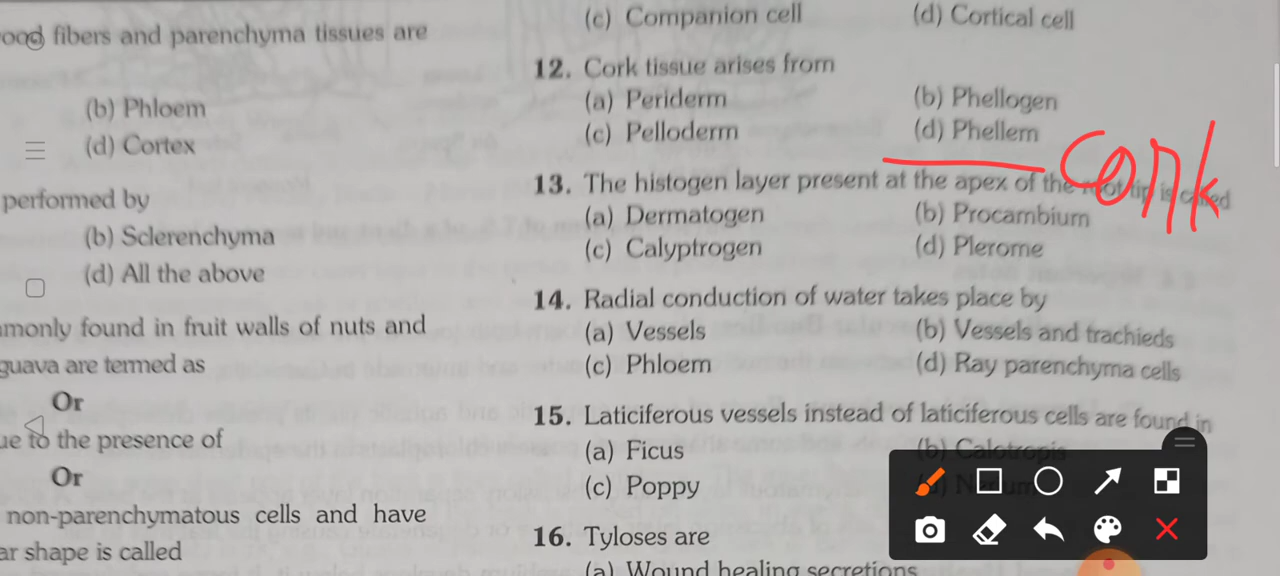 ood fibers and parenchyma tissues are
(b) Phloem
(d) Cortex
performed by
(b) Sclerenchyma
(d) All the above
monly found in fruit walls of nuts and
guava are termed as
Or
ue to the presence of
Or
non-parenchymatous cells and have
ar shape is called
(c) Companion cell (d) Cortical cell
12. Cork tissue arises from
(a) Periderm (b) Phellogen
(c) Pelloderm (d) Phellem
Cork
13. The histogen layer present at the apex of the root tip is called
(a) Dermatogen (b) Procambium
(c) Calyptrogen (d) Plerome
14. Radial conduction of water takes place by
(a) Vessels (b) Vessels and trachieds
(c) Phloem (d) Ray parenchyma cells
15. Laticiferous vessels instead of laticiferous cells are found in
(a) Ficus (b) Calotropis
(c) Poppy (d) Nerium
16. Tyloses are
(a) Wound healing secretions